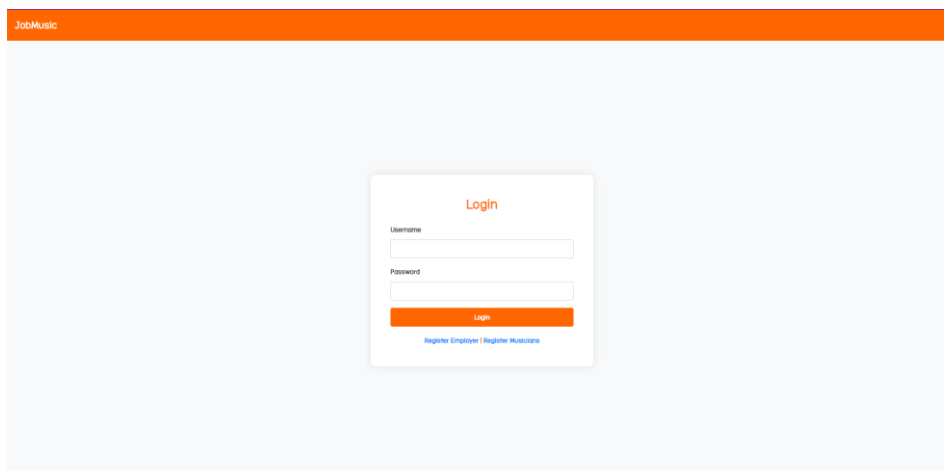 JobMusic
Login
Username
Password
Login
Register Employer | Register Musicians